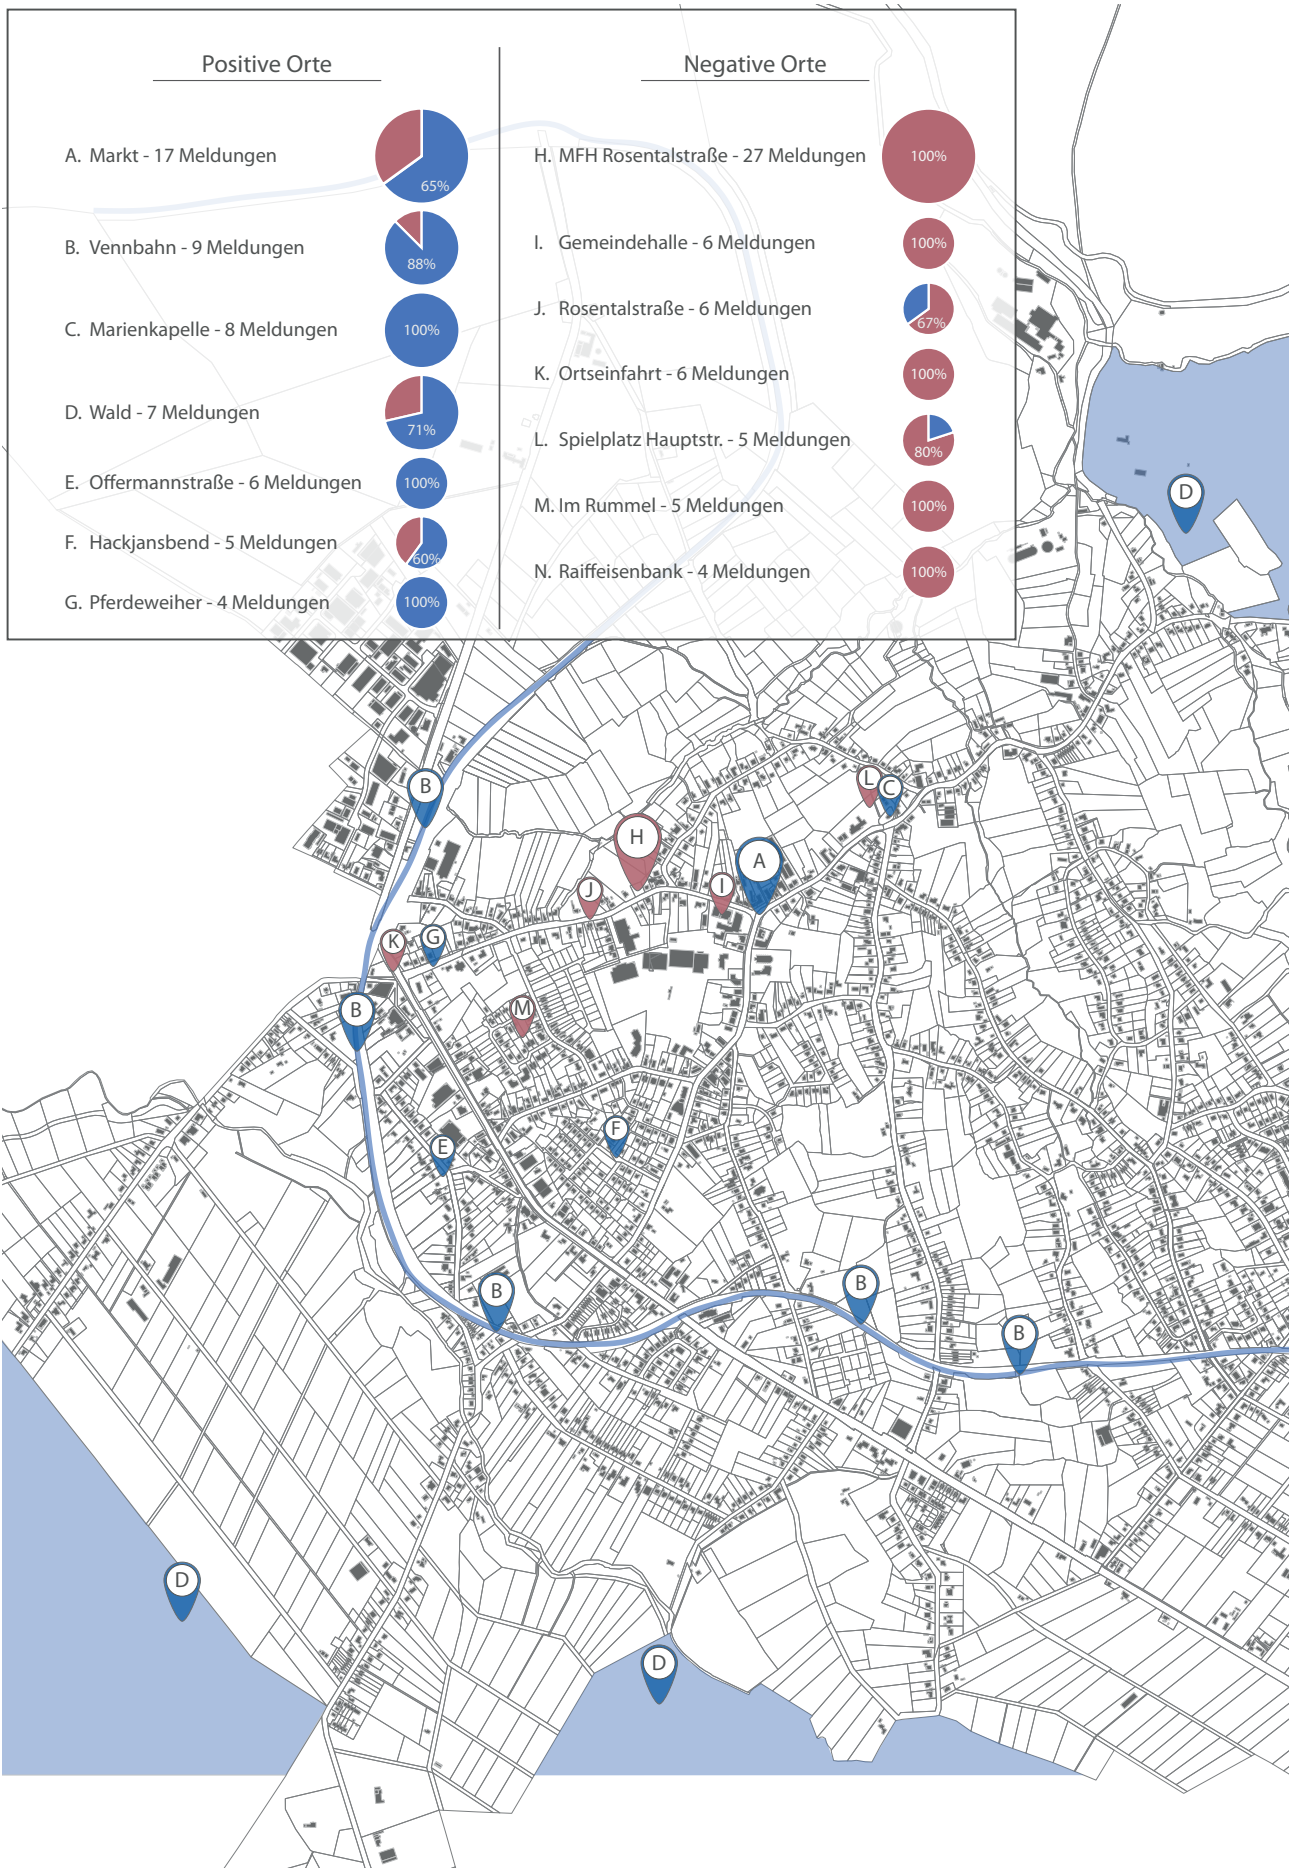 Positive Orte
A. Markt - 17 Meldungen
65%
B. Vennbahn - 9 Meldungen
88%
C. Marienkapelle - 8 Meldungen
100%
D. Wald - 7 Meldungen
71%
E. Offermannstraße - 6 Meldungen
100%
F. Hackjansbend - 5 Meldungen
60%
G. Pferdeweiher - 4 Meldungen
100%
Negative Orte
H. MFH Rosentalstraße - 27 Meldungen
100%
I. Gemeindehalle - 6 Meldungen
100%
J. Rosentalstraße - 6 Meldungen
67%
K. Ortseinfahrt - 6 Meldungen
100%
L. Spielplatz Hauptstr. - 5 Meldungen
80%
M. Im Rummel - 5 Meldungen
100%
N. Raiffeisenbank - 4 Meldungen
100%
D
B
L
C
H
A
J
I
K
G
B
M
F
E
B
B
B
D
D